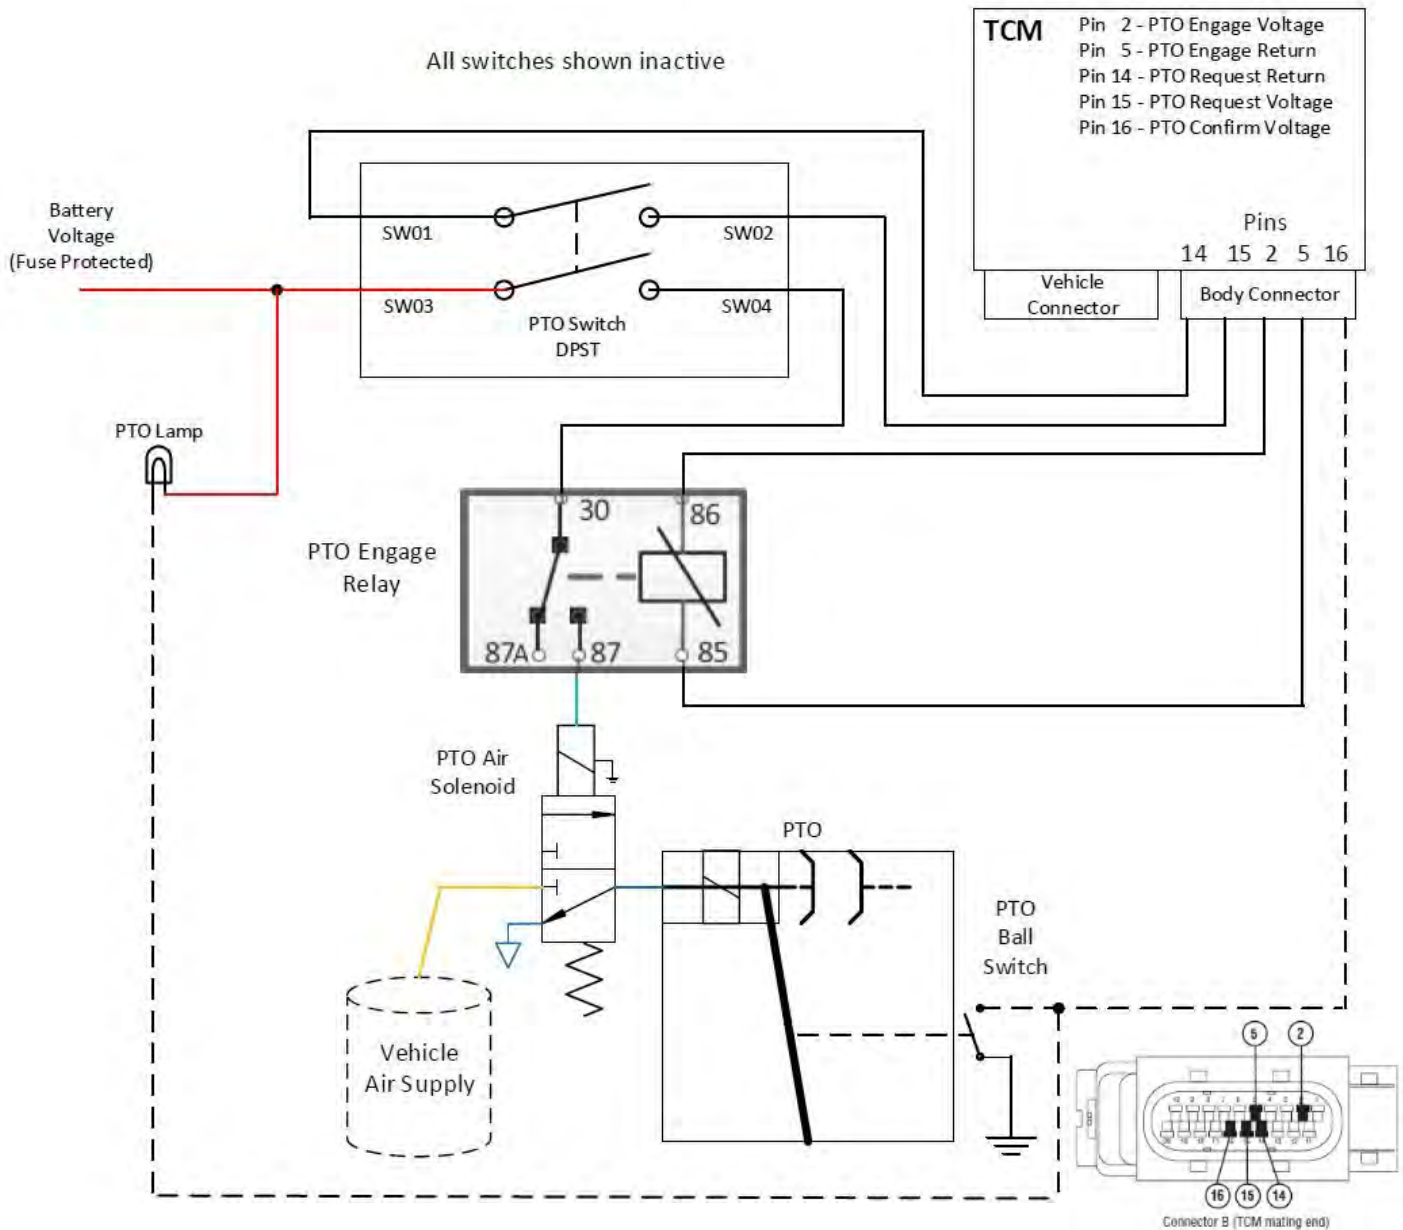 All switches shown inactive
TCM
Pin 2 - PTO Engage Voltage
Pin 5 - PTO Engage Return
Pin 14 - PTO Request Return
Pin 15 - PTO Request Voltage
Pin 16 - PTO Confirm Voltage
Pins
14 15 2 5 16
Vehicle
Connector
Body Connector
Battery
Voltage
(Fuse Protected)
SW01
SW02
SW03
SW04
PTO Switch
DPST
PTO Lamp
PTO Engage
Relay
30
86
87A
87
85
PTO Air
Solenoid
PTO
PTO
Ball
Switch
Vehicle
Air Supply
5 2
16 15 14
Connector B (TCM mating end)